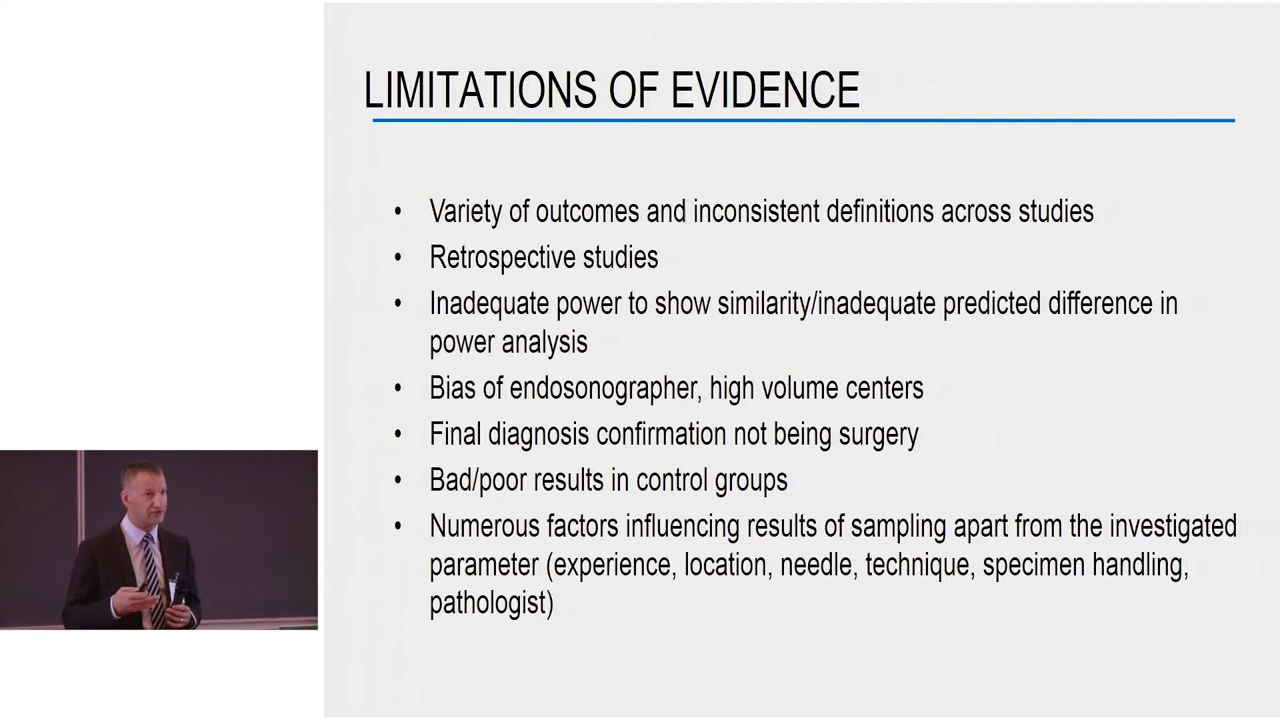 LIMITATIONS OF EVIDENCE
• Variety of outcomes and inconsistent definitions across studies
• Retrospective studies
• Inadequate power to show similarity/inadequate predicted difference in
power analysis
• Bias of endosonographer, high volume centers
• Final diagnosis confirmation not being surgery
• Bad/poor results in control groups
• Numerous factors influencing results of sampling apart from the investigated
parameter (experience, location, needle, technique, specimen handling,
pathologist)